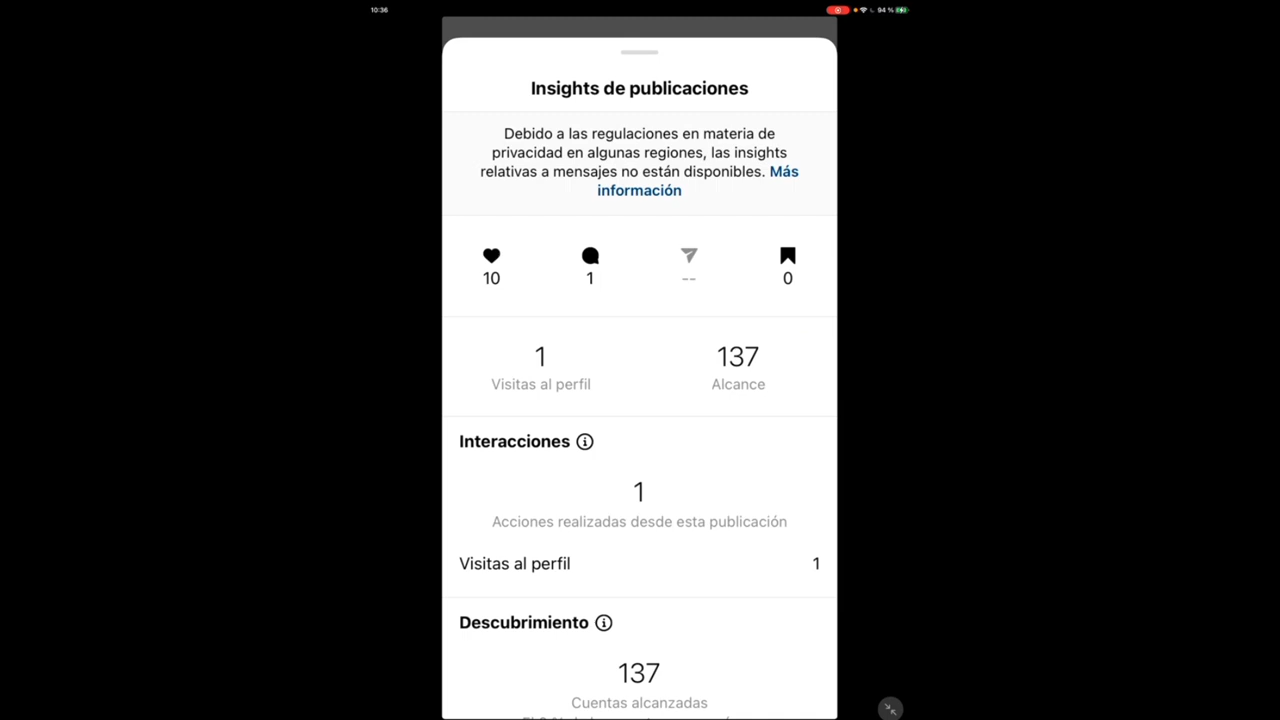 10:36
94 %
Insights de publicaciones
Debido a las regulaciones en materia de
privacidad en algunas regiones, las insights
relativas a mensajes no están disponibles. Más
información
10 1 -- 0
1 137
Visitas al perfil Alcance
Interacciones
1
Acciones realizadas desde esta publicación
Visitas al perfil 1
Descubrimiento
137
Cuentas alcanzadas